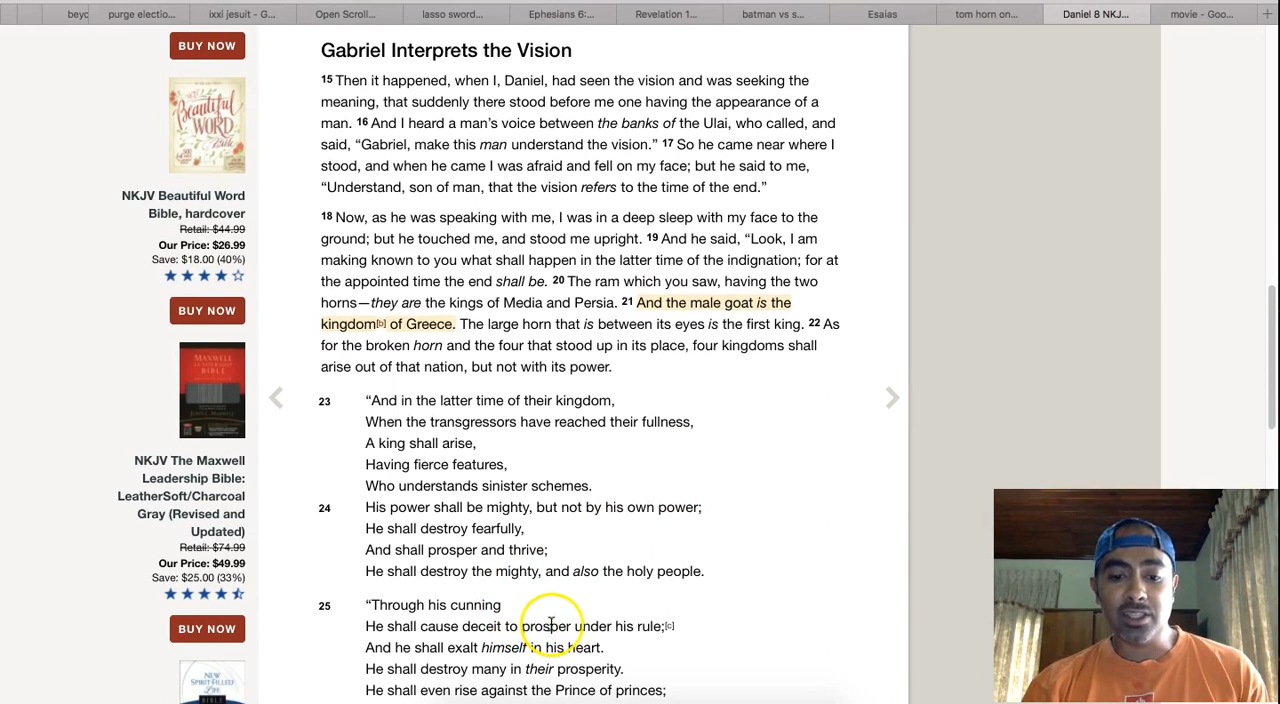 beyc
purge electio...
ixxi jesuit - G...
Open Scroll...
lasso sword...
Ephesians 6:...
Revelation 1...
batman vs s...
Esaias
tom horn on...
Daniel 8 NKJ...
movie - Goo...
BUY NOW
NKJV Beautiful Word
Bible, hardcover
Retail: $44.99
Our Price: $26.99
Save: $18.00 (40%)
BUY NOW
NKJV The Maxwell
Leadership Bible:
LeatherSoft/Charcoal
Gray (Revised and
Updated)
Retail: $74.99
Our Price: $49.99
Save: $25.00 (33%)
BUY NOW
Beautiful
WORD
BIBLE
MAXWELL
LEADERSHIP
BIBLE
NEW
SPIRIT-FILLED
LIFE
BIBLE
Gabriel Interprets the Vision
15 Then it happened, when I, Daniel, had seen the vision and was seeking the
meaning, that suddenly there stood before me one having the appearance of a
man. 16 And I heard a man’s voice between the banks of the Ulai, who called, and
said, “Gabriel, make this man understand the vision.” 17 So he came near where I
stood, and when he came I was afraid and fell on my face; but he said to me,
“Understand, son of man, that the vision refers to the time of the end.”
18 Now, as he was speaking with me, I was in a deep sleep with my face to the
ground; but he touched me, and stood me upright. 19 And he said, “Look, I am
making known to you what shall happen in the latter time of the indignation; for at
the appointed time the end shall be. 20 The ram which you saw, having the two
horns—they are the kings of Media and Persia. 21 And the male goat is the
kingdom[b] of Greece. The large horn that is between its eyes is the first king. 22 As
for the broken horn and the four that stood up in its place, four kingdoms shall
arise out of that nation, but not with its power.
23 “And in the latter time of their kingdom,
When the transgressors have reached their fullness,
A king shall arise,
Having fierce features,
Who understands sinister schemes.
24 His power shall be mighty, but not by his own power;
He shall destroy fearfully,
And shall prosper and thrive;
He shall destroy the mighty, and also the holy people.
25 “Through his cunning
He shall cause deceit to prosper under his rule;[c]
And he shall exalt himself in his heart.
He shall destroy many in their prosperity.
He shall even rise against the Prince of princes;